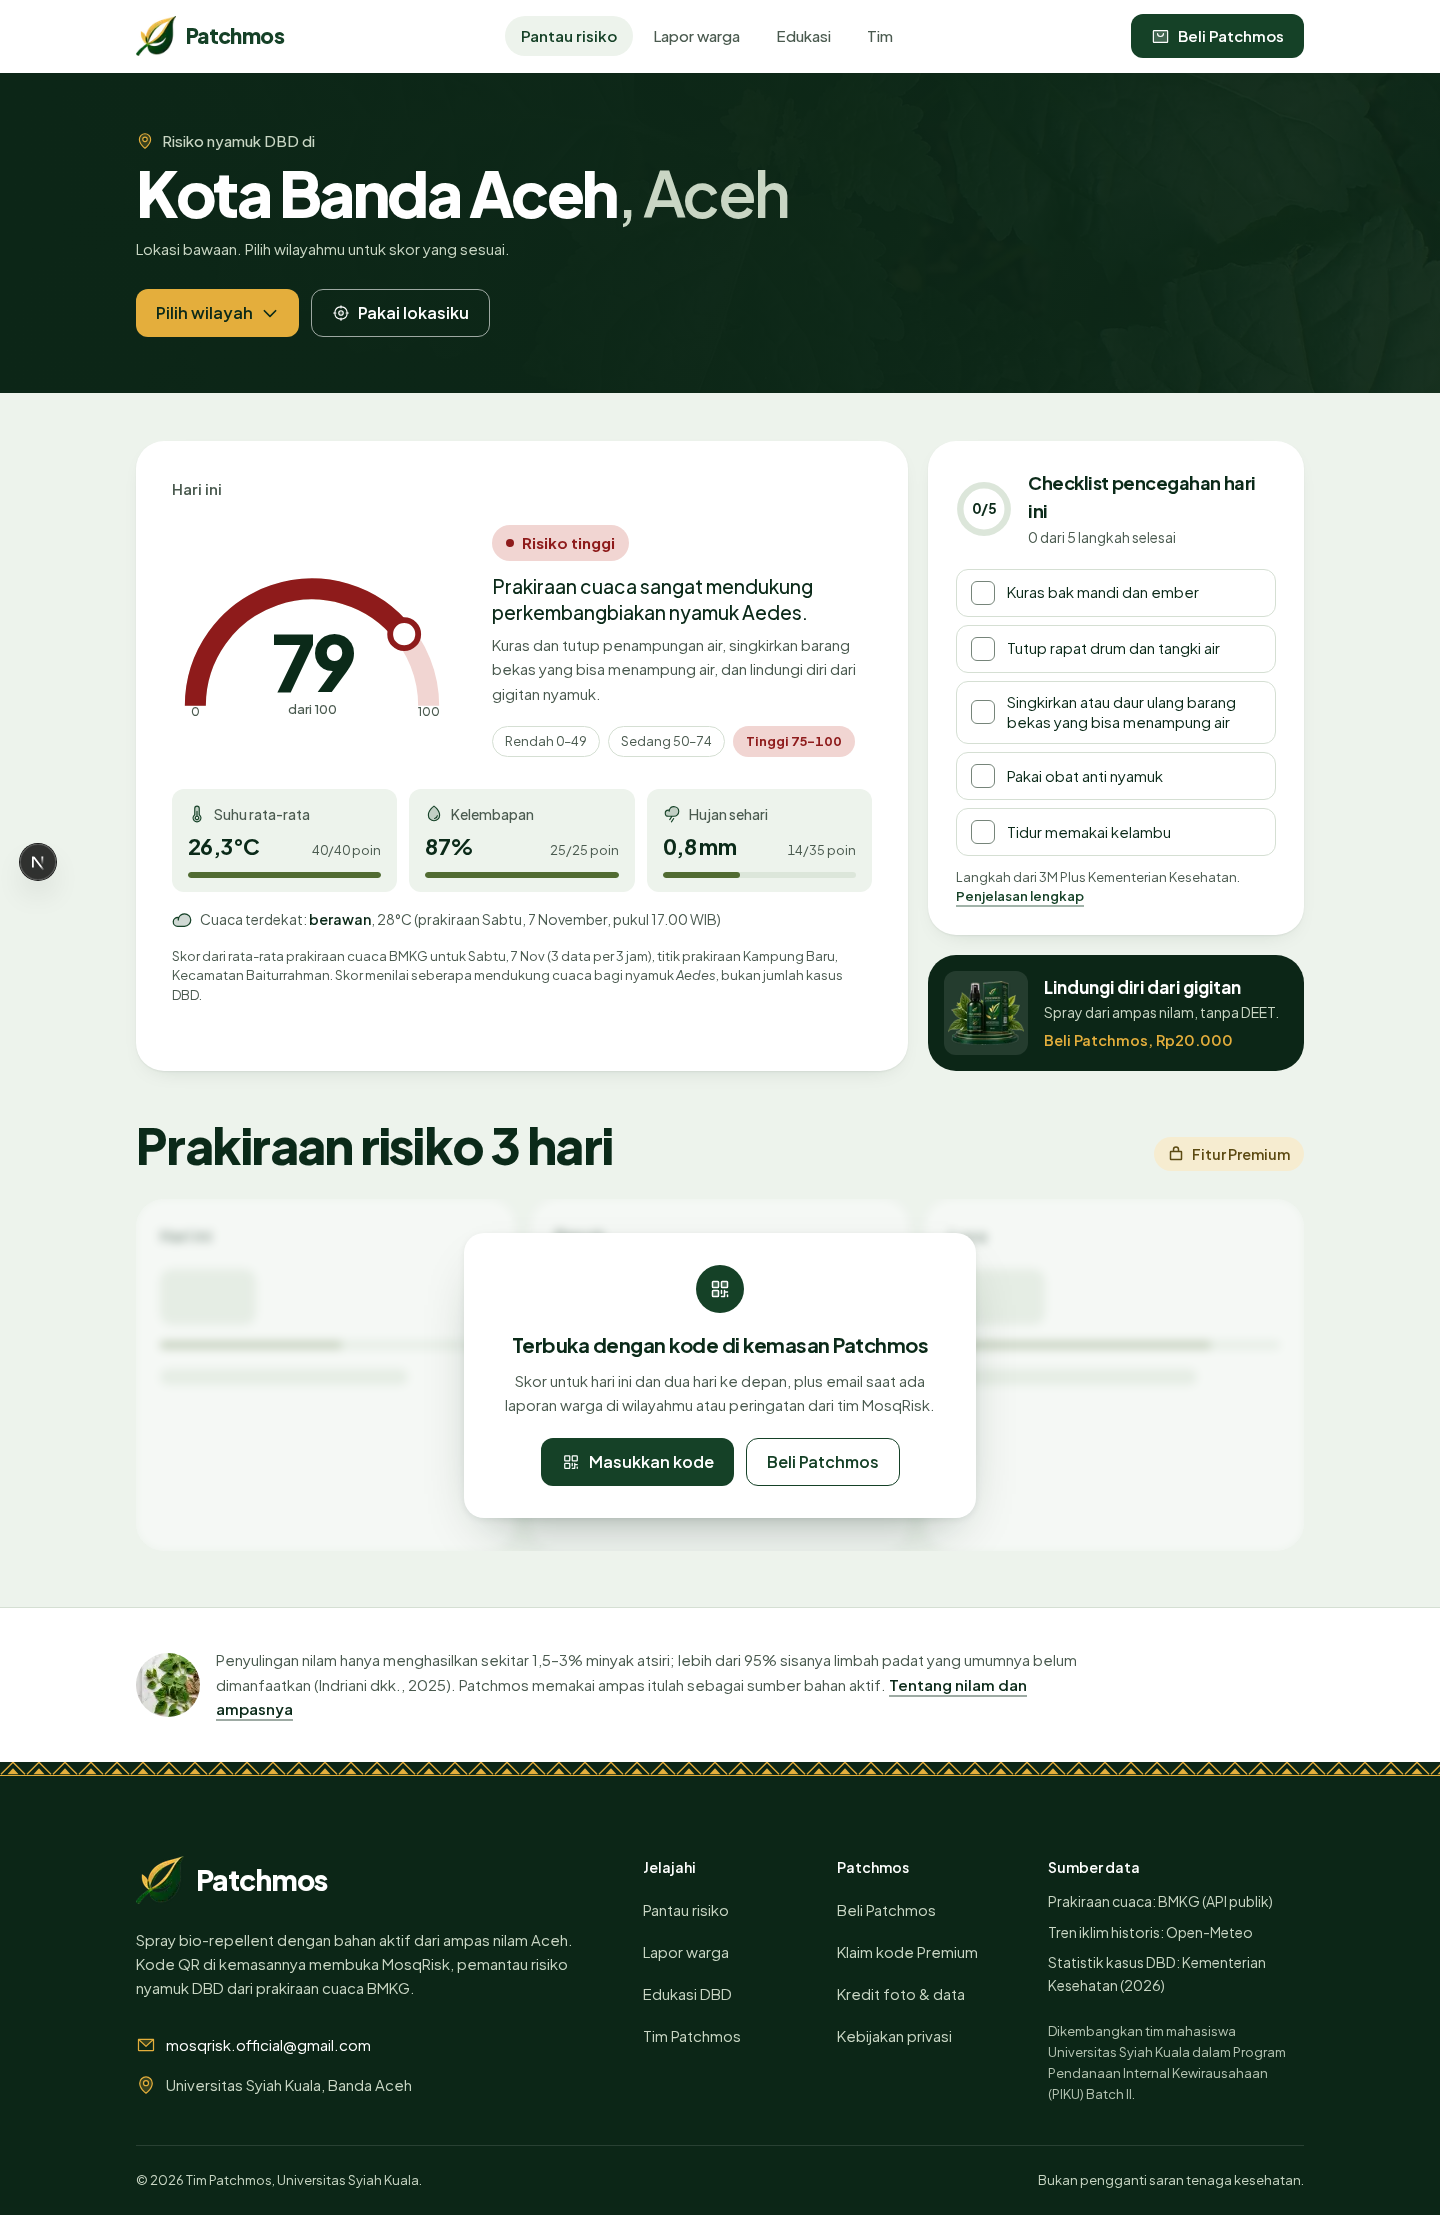 Patchmos
Pantau risiko
Lapor warga
Edukasi
Tim
Beli Patchmos
Risiko nyamuk DBD di
Kota Banda Aceh, Aceh
Lokasi bawaan. Pilih wilayahmu untuk skor yang sesuai.
Pilih wilayah
Pakai lokasiku
Hari ini
79
dari 100
0
100
Risiko tinggi
Prakiraan cuaca sangat mendukung
perkembangbiakan nyamuk Aedes.
Kuras dan tutup penampungan air, singkirkan barang
bekas yang bisa menampung air, dan lindungi diri dari
gigitan nyamuk.
Rendah 0–49
Sedang 50–74
Tinggi 75–100
Suhu rata-rata
26,3°C
40/40 poin
Kelembapan
87%
25/25 poin
Hujan sehari
0,8 mm
14/35 poin
Cuaca terdekat: berawan, 28°C (prakiraan Sabtu, 7 November, pukul 17.00 WIB)
Skor dari rata-rata prakiraan cuaca BMKG untuk Sabtu, 7 Nov (3 data per 3 jam), titik prakiraan Kampung Baru,
Kecamatan Baiturrahman. Skor menilai seberapa mendukung cuaca bagi nyamuk Aedes, bukan jumlah kasus
DBD.
0/5
Checklist pencegahan hari
ini
0 dari 5 langkah selesai
Kuras bak mandi dan ember
Tutup rapat drum dan tangki air
Singkirkan atau daur ulang barang
bekas yang bisa menampung air
Pakai obat anti nyamuk
Tidur memakai kelambu
Langkah dari 3M Plus Kementerian Kesehatan.
Penjelasan lengkap
Lindungi diri dari gigitan
Spray dari ampas nilam, tanpa DEET.
Beli Patchmos, Rp20.000
N
Prakiraan risiko 3 hari
Fitur Premium
Hari ini
Terbuka dengan kode di kemasan Patchmos
Skor untuk hari ini dan dua hari ke depan, plus email saat ada
laporan warga di wilayahmu atau peringatan dari tim MosqRisk.
Masukkan kode
Beli Patchmos
Penyulingan nilam hanya menghasilkan sekitar 1,5–3% minyak atsiri; lebih dari 95% sisanya limbah padat yang umumnya belum
dimanfaatkan (Indriani dkk., 2025). Patchmos memakai ampas itulah sebagai sumber bahan aktif. Tentang nilam dan
ampasnya
Patchmos
Spray bio-repellent dengan bahan aktif dari ampas nilam Aceh.
Kode QR di kemasannya membuka MosqRisk, pemantau risiko
nyamuk DBD dari prakiraan cuaca BMKG.
mosqrisk.official@gmail.com
Universitas Syiah Kuala, Banda Aceh
Jelajahi
Pantau risiko
Lapor warga
Edukasi DBD
Tim Patchmos
Patchmos
Beli Patchmos
Klaim kode Premium
Kredit foto & data
Kebijakan privasi
Sumber data
Prakiraan cuaca: BMKG (API publik)
Tren iklim historis: Open-Meteo
Statistik kasus DBD: Kementerian
Kesehatan (2026)
Dikembangkan tim mahasiswa
Universitas Syiah Kuala dalam Program
Pendanaan Internal Kewirausahaan
(PIKU) Batch II.
© 2026 Tim Patchmos, Universitas Syiah Kuala.
Bukan pengganti saran tenaga kesehatan.